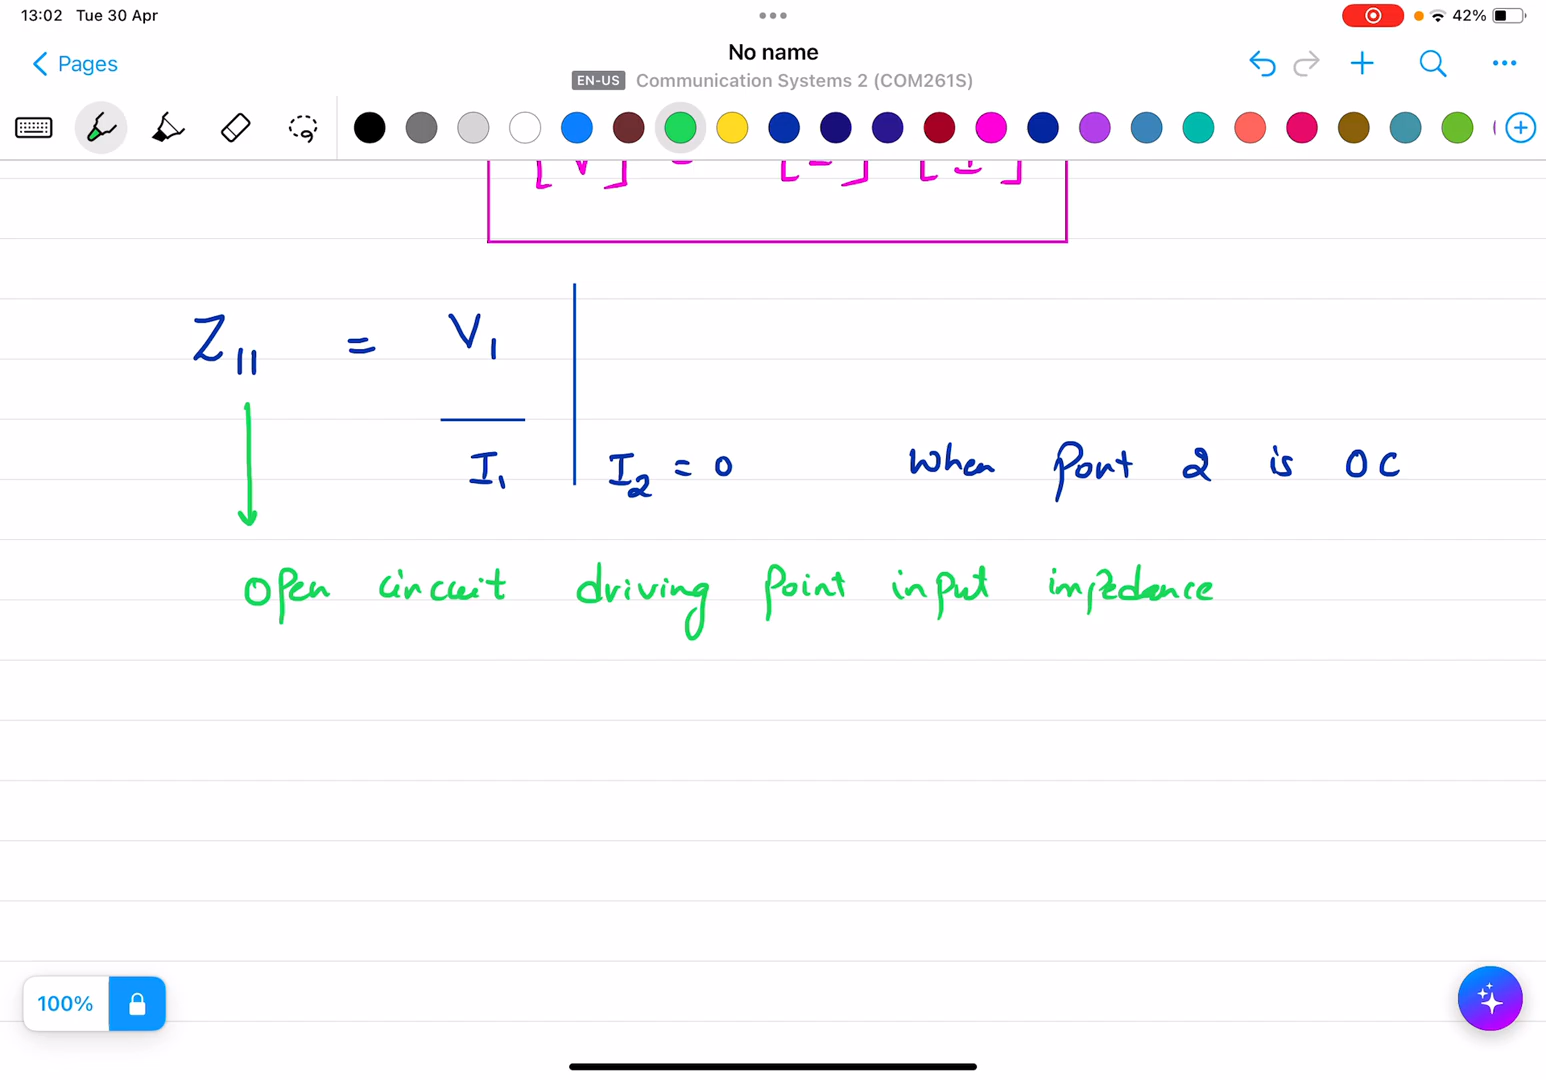 13:02 Tue 30 Apr
42%
Pages
No name
EN-US Communication Systems 2 (COM261S)
[V] = [Z] [I]
Z11 = V1
I1 I2 = 0 When Port 2 is OC
Open circuit driving point input impedance
100%